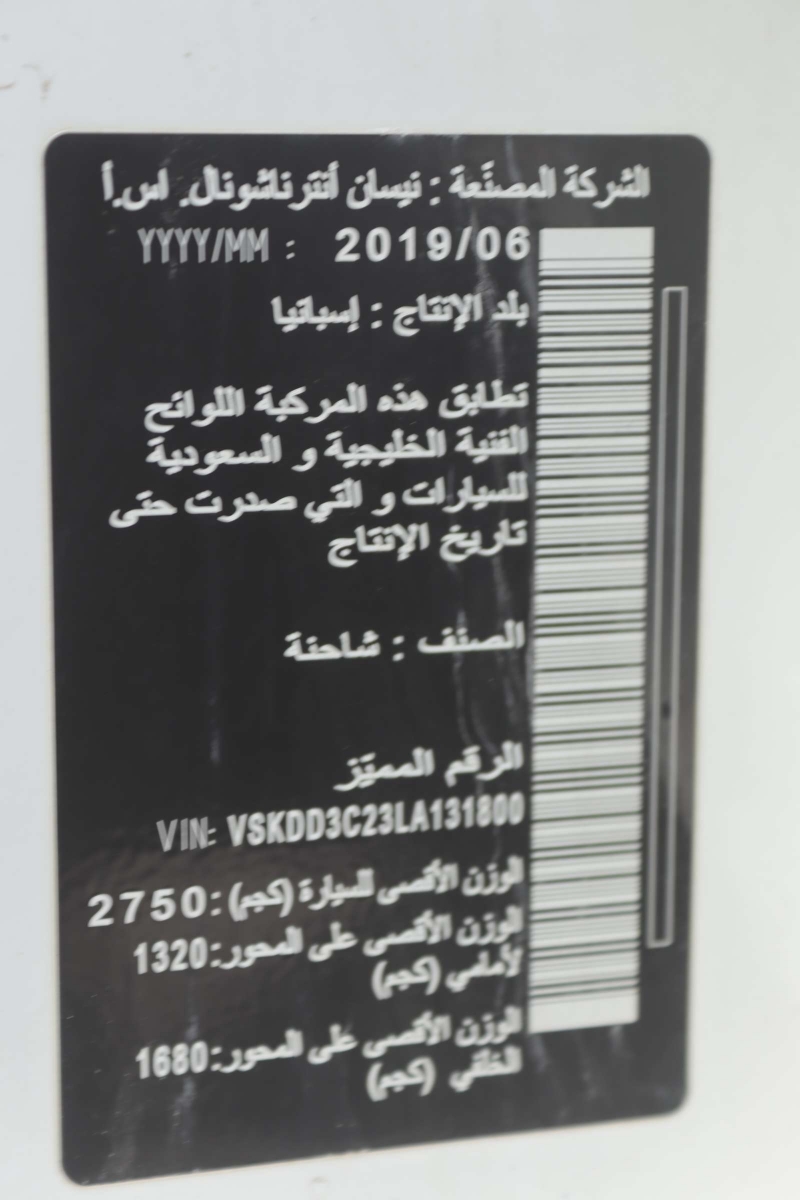 الشركة المصنّعة : نيسان أنترناشونال. اس.أ
YYYY/MM : 2019/06
بلد الإنتاج : إسبانيا
تطابق هذه المركبة اللوائح
الفنية الخليجية و السعودية
للسيارات و التي صدرت حتى
تاريخ الإنتاج
الصنف : شاحنة
الرقم المميّز
VIN: VSKDD3C23LA131800
الوزن الأقصى للسيارة (كجم):2750
الوزن الأقصى على المحور:1320
لأمامي (كجم)
الوزن الأقصى على المحور:1680
الخلفي (كجم)